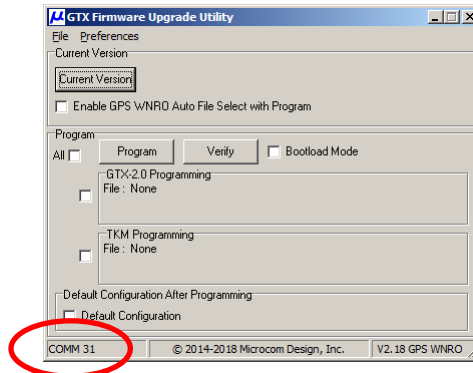 µ GTX Firmware Upgrade Utility
File Preferences
Current Version
Current Version
Enable GPS WNRO Auto File Select with Program
Program
All Program Verify Bootload Mode
GTX-2.0 Programming
File : None
TKM Programming
File : None
Default Configuration After Programming
Default Configuration
COMM 31 © 2014-2018 Microcom Design, Inc. V2.18 GPS WNRO